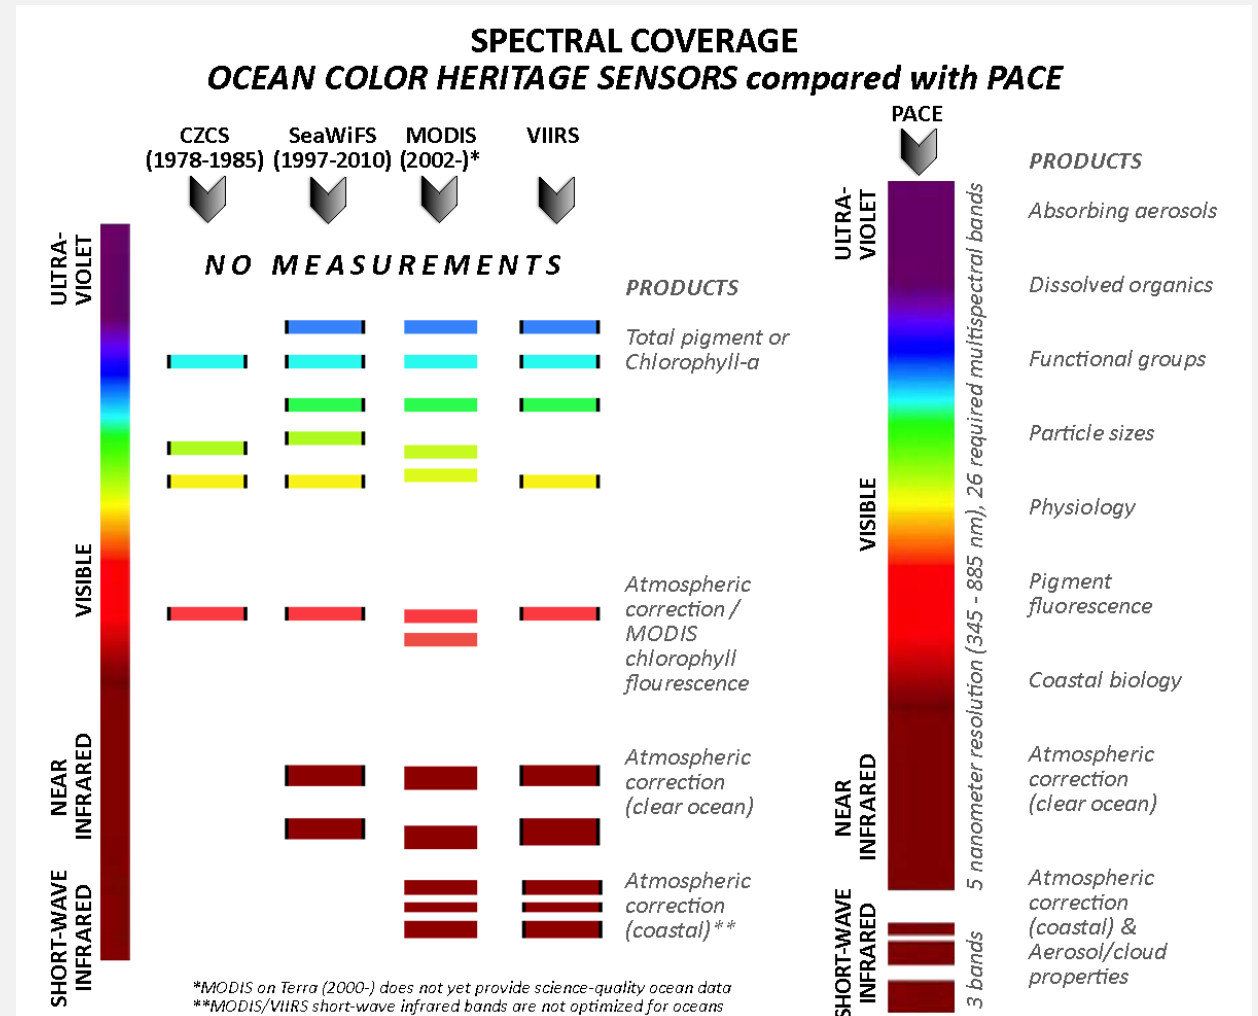 SPECTRAL COVERAGE
OCEAN COLOR HERITAGE SENSORS compared with PACE
CZCS
(1978-1985)
SeaWiFS
(1997-2010)
MODIS
(2002-)*
VIIRS
PACE
ULTRA-
VIOLET
VISIBLE
NEAR
INFRARED
SHORT-WAVE
INFRARED
NO MEASUREMENTS
PRODUCTS
Total pigment or
Chlorophyll-a
Atmospheric
correction /
MODIS
chlorophyll
flourescence
Atmospheric
correction
(clear ocean)
Atmospheric
correction
(coastal)**
*MODIS on Terra (2000-) does not yet provide science-quality ocean data
**MODIS/VIIRS short-wave infrared bands are not optimized for oceans
ULTRA-
VIOLET
VISIBLE
NEAR
INFRARED
SHORT-WAVE
INFRARED
5 nanometer resolution (345 - 885 nm), 26 required multispectral bands
3 bands
PRODUCTS
Absorbing aerosols
Dissolved organics
Functional groups
Particle sizes
Physiology
Pigment
fluorescence
Coastal biology
Atmospheric
correction
(clear ocean)
Atmospheric
correction
(coastal) &
Aerosol/cloud
properties